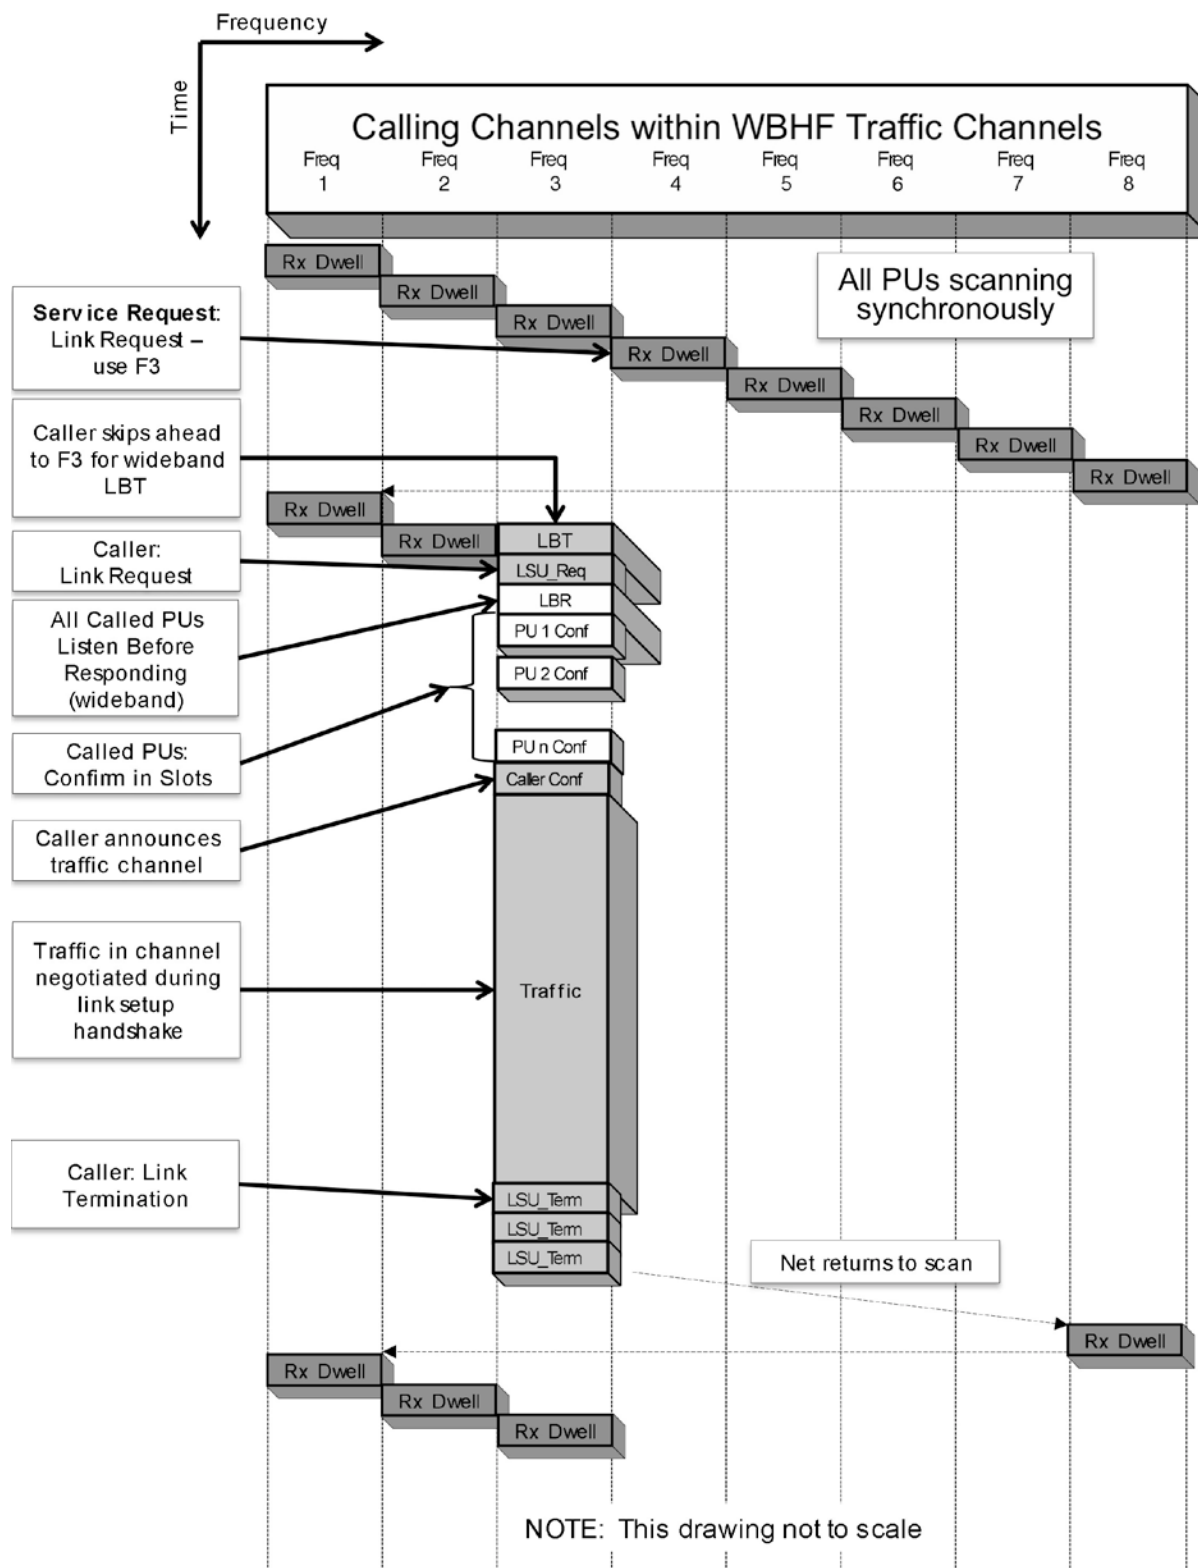 Frequency
Time
Calling Channels within WBHF Traffic Channels
Freq Freq Freq Freq Freq Freq Freq Freq
1 2 3 4 5 6 7 8
Rx Dwell
Rx Dwell
Rx Dwell
Rx Dwell
Rx Dwell
Rx Dwell
Rx Dwell
Rx Dwell
All PUs scanning
synchronously
Service Request:
Link Request –
use F3
Caller skips ahead
to F3 for wideband
LBT
Rx Dwell
Rx Dwell
LBT
Caller:
Link Request
LSU_Req
All Called PUs
Listen Before
Responding
(wideband)
LBR
PU 1 Conf
PU 2 Conf
Called PUs:
Confirm in Slots
PU n Conf
Caller Conf
Caller announces
traffic channel
Traffic in channel
negotiated during
link setup
handshake
Traffic
Caller: Link
Termination
LSU_Term
LSU_Term
LSU_Term
Net returns to scan
Rx Dwell
Rx Dwell
Rx Dwell
Rx Dwell
NOTE: This drawing not to scale